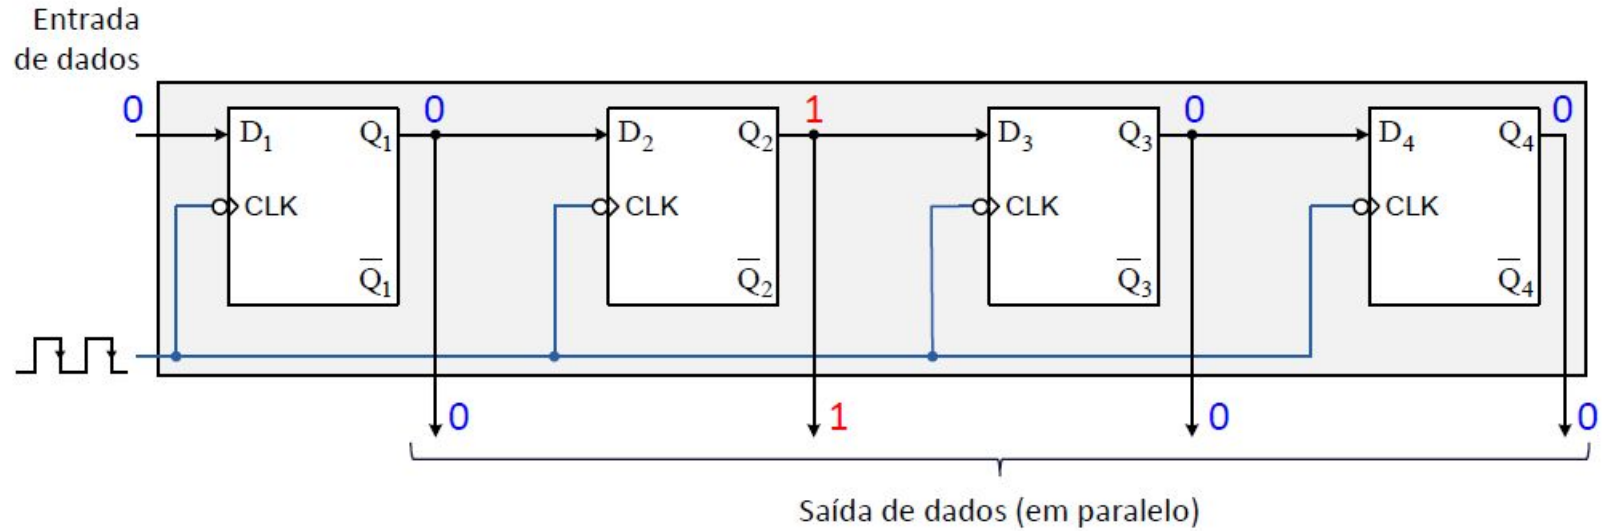 Entrada
de dados
0 0 1 0 0
D₁ Q₁ D₂ Q₂ D₃ Q₃ D₄ Q₄
CLK CLK CLK CLK
Q̅₁ Q̅₂ Q̅₃ Q̅₄
0 1 0 0
Saída de dados (em paralelo)